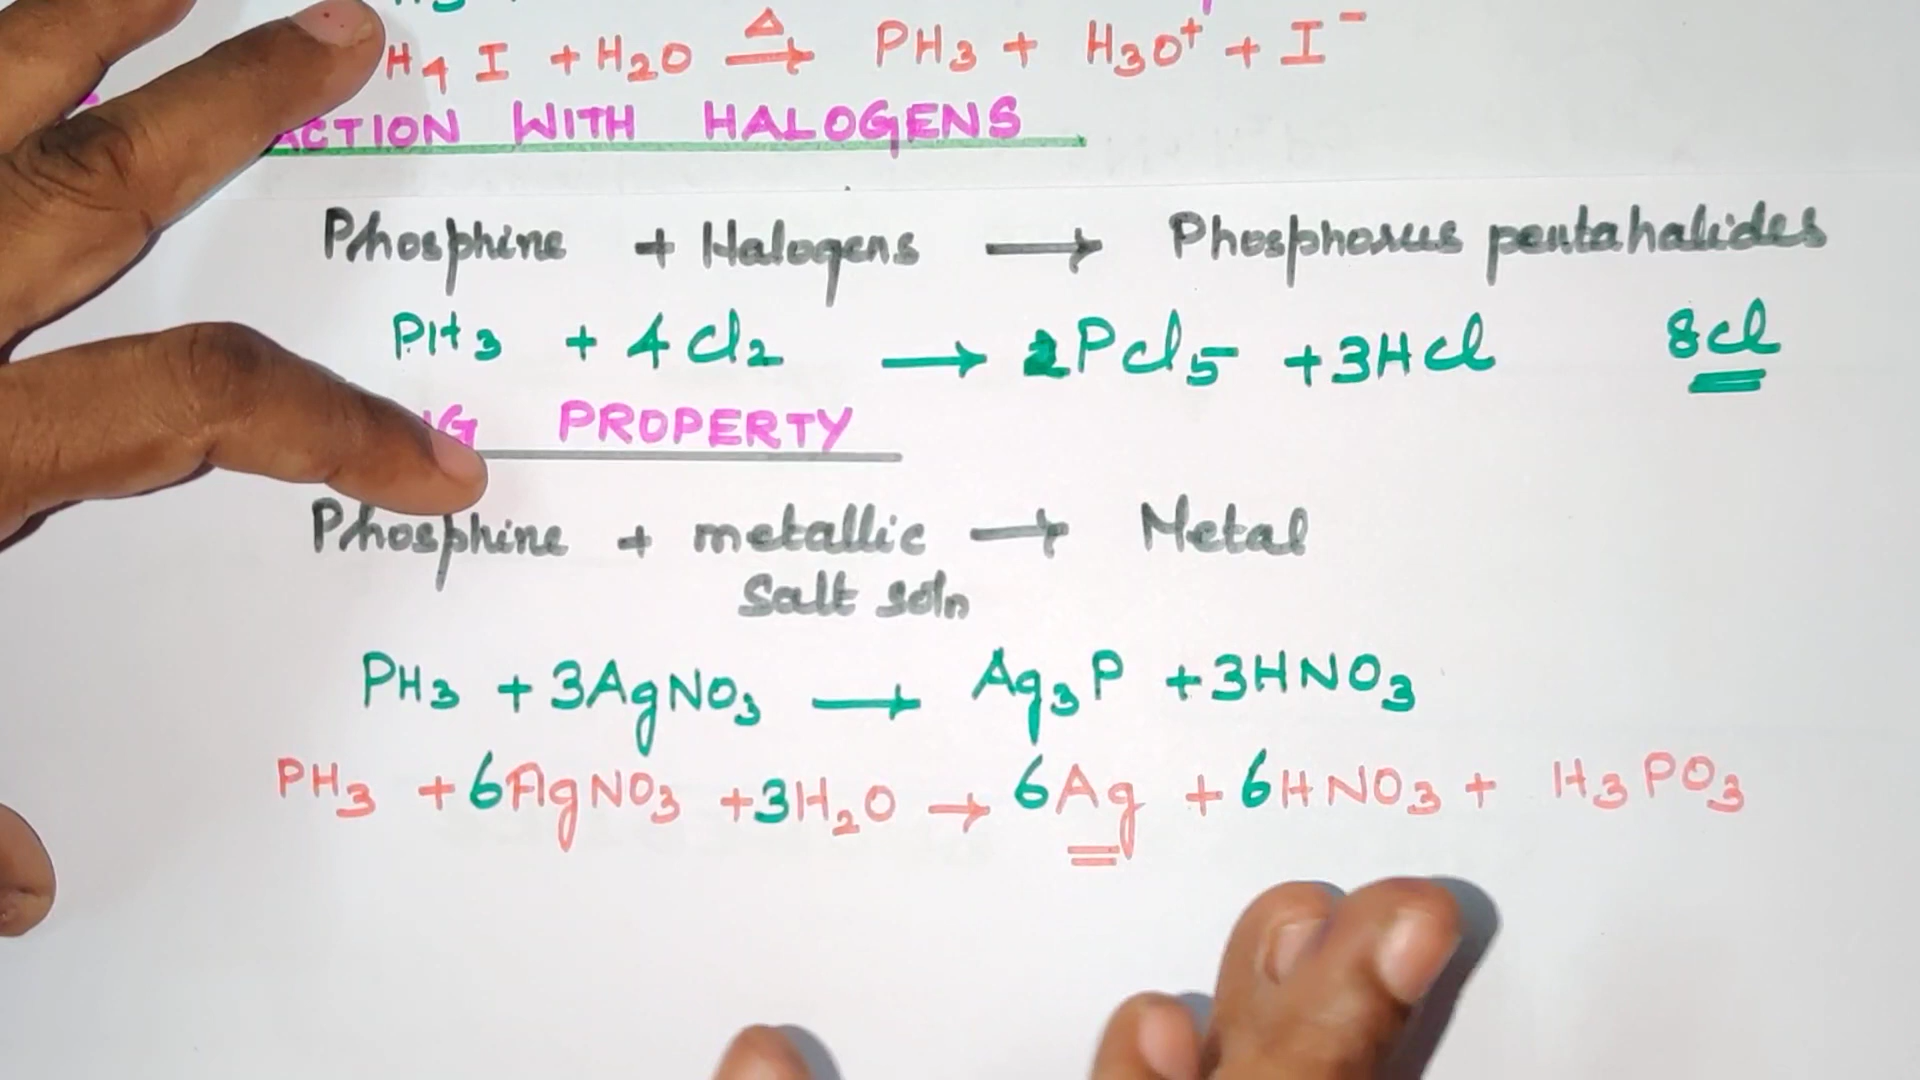 H4 I + H2O Δ→ PH3 + H3O+ + I-
ACTION WITH HALOGENS
Phosphine + Halogens → Phosphorus pentahalides
PH3 + 4Cl2 → 2PCl5 + 3HCl 8Cl
G PROPERTY
Phosphine + metallic → Metal
Salt soln
PH3 + 3AgNO3 → Ag3P + 3HNO3
PH3 + 6AgNO3 + 3H2O → 6Ag + 6HNO3 + H3PO3